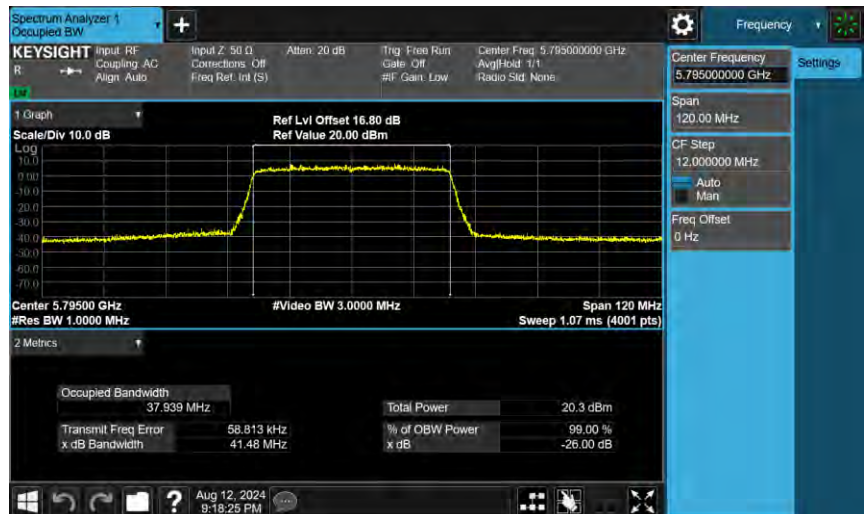 Spectrum Analyzer 1
Occupied BW
+
Frequency
KEYSIGHT
R
Input: RF
Coupling: AC
Align: Auto
Input Z: 50 Ω
Corrections: Off
Freq Ref: Int (S)
Atten: 20 dB
Trig: Free Run
Gate: Off
#IF Gain: Low
Center Freq: 5.795000000 GHz
Avg|Hold: 1/1
Radio Std: None
1 Graph
Scale/Div 10.0 dB
Ref Lvl Offset 16.80 dB
Ref Value 20.00 dBm
Log
10.0
0.00
-10.0
-20.0
-30.0
-40.0
-50.0
-60.0
-70.0
Center 5.79500 GHz
#Video BW 3.0000 MHz
Span 120 MHz
#Res BW 1.0000 MHz
Sweep 1.07 ms (4001 pts)
2 Metrics
Occupied Bandwidth
37.939 MHz
Total Power 20.3 dBm
Transmit Freq Error 58.813 kHz
% of OBW Power 99.00 %
x dB Bandwidth 41.48 MHz
x dB -26.00 dB
Center Frequency
5.795000000 GHz
Settings
Span
120.00 MHz
CF Step
12.000000 MHz
Auto
Man
Freq Offset
0 Hz
?
Aug 12, 2024
9:18:25 PM